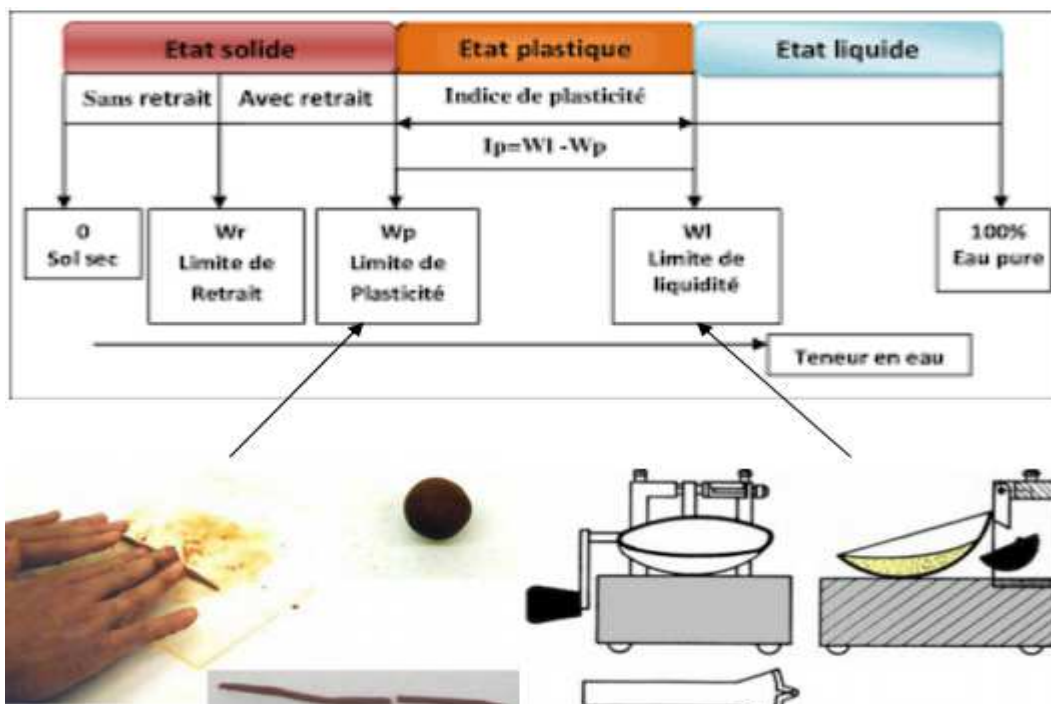 Etat solide
Etat plastique
Etat liquide
Sans retrait
Avec retrait
Indice de plasticité
Ip=Wl -Wp
0
Sol sec
Wr
Limite de
Retrait
Wp
Limite de
Plasticité
Wl
Limite de
liquidité
100%
Eau pure
Teneur en eau